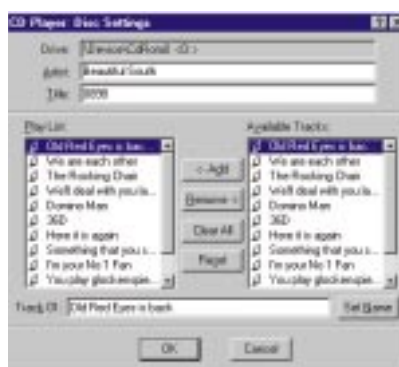 CD Player: Disc Settings
Drive: \Device\CdRom0 <D:>
Artist: Beautiful South
Title: 0898
Play List:
Old Red Eyes is bac...
We are each other
The Rocking Chair
We'll deal with you la...
Domino Man
36D
Here it is again
Something that you s...
I'm your No 1 Fan
You play glockenspie...
<- Add
Remove ->
Clear All
Reset
Available Tracks:
Old Red Eyes is bac...
We are each other
The Rocking Chair
We'll deal with you la...
Domino Man
36D
Here it is again
Something that you s...
I'm your No 1 Fan
You play glockenspie...
Track 01: Old Red Eyes is back
Set Name
OK
Cancel